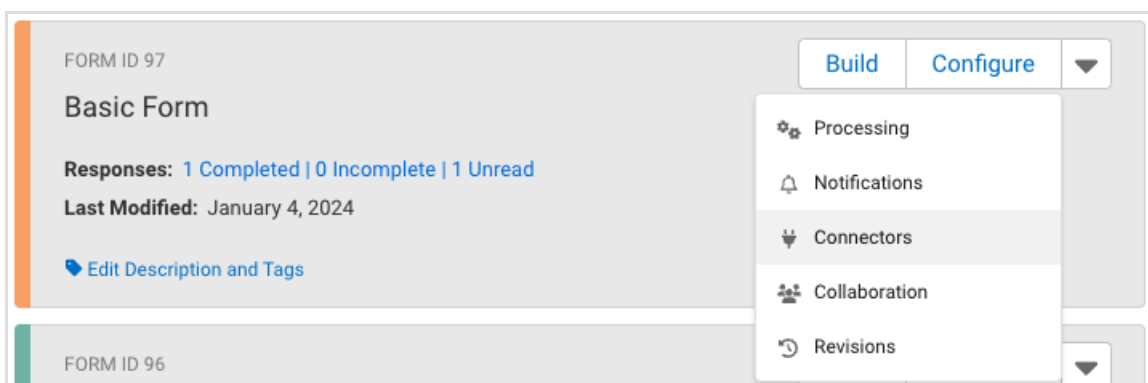 FORM ID 97
Build
Configure
Basic Form
Processing
Responses: 1 Completed | 0 Incomplete | 1 Unread
Notifications
Last Modified: January 4, 2024
Connectors
Edit Description and Tags
Collaboration
Revisions
FORM ID 96